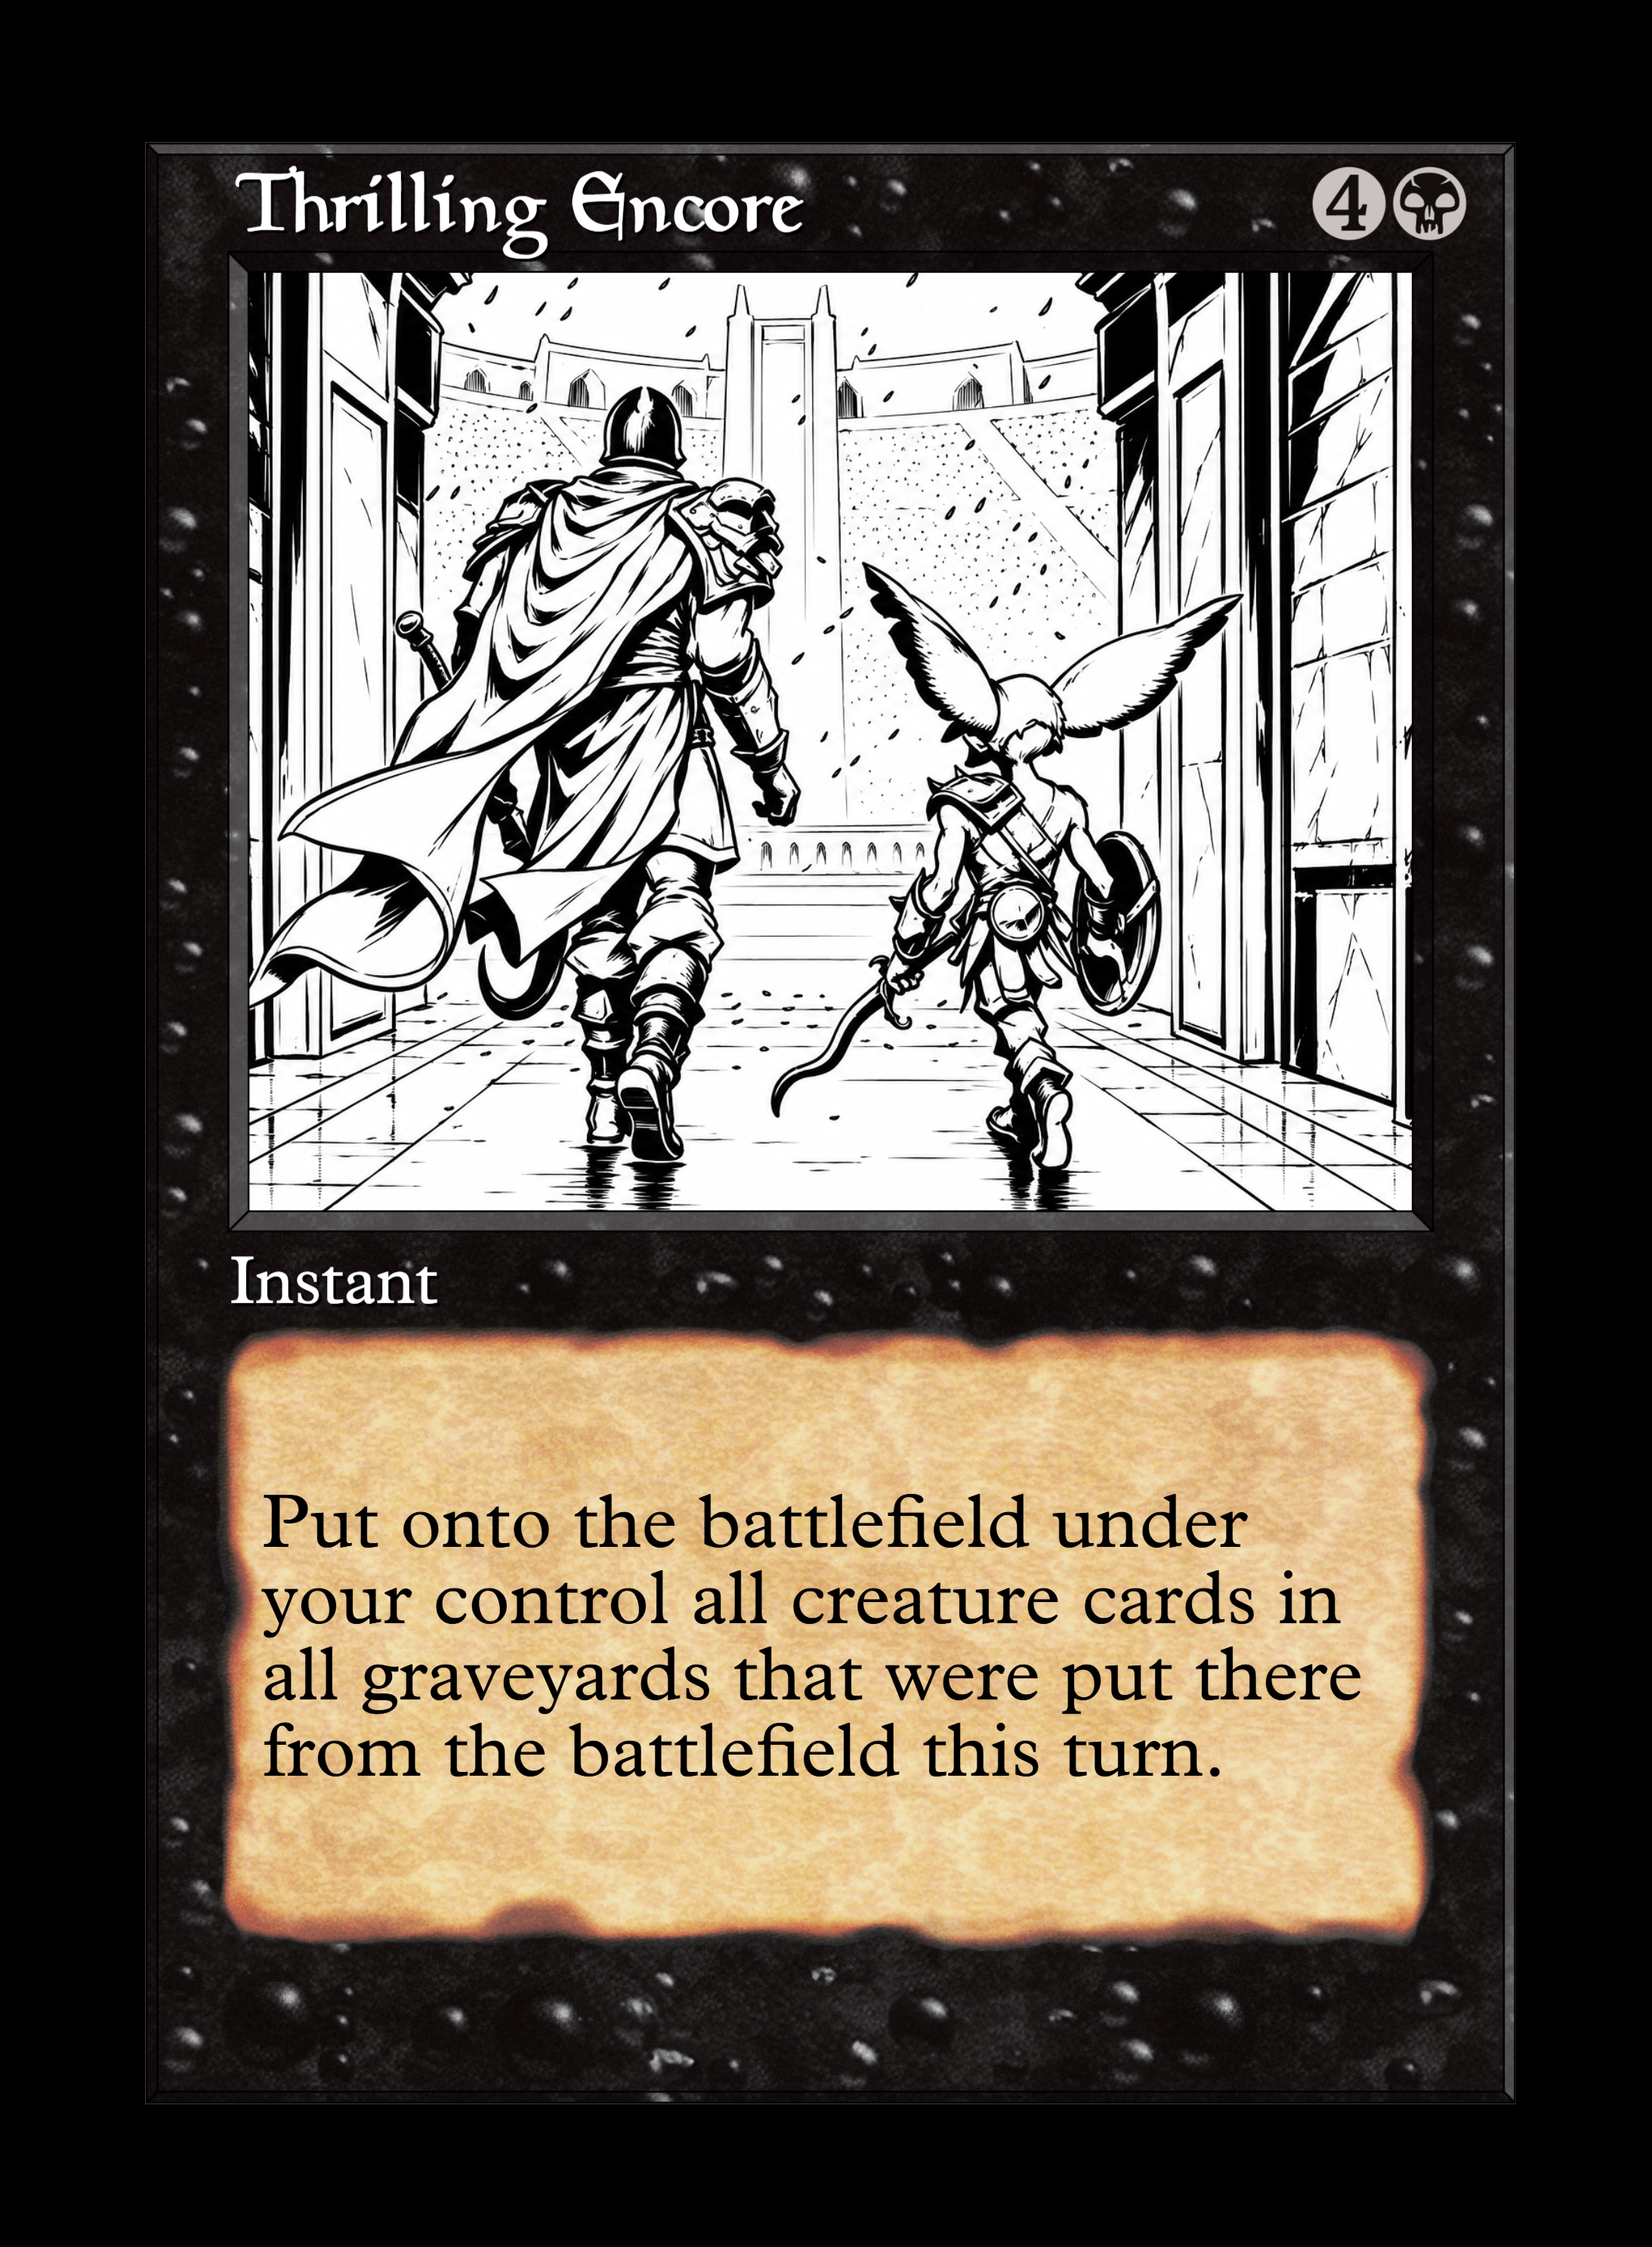 Thrilling Encore 4
Instant
Put onto the battlefield under
your control all creature cards in
all graveyards that were put there
from the battlefield this turn.